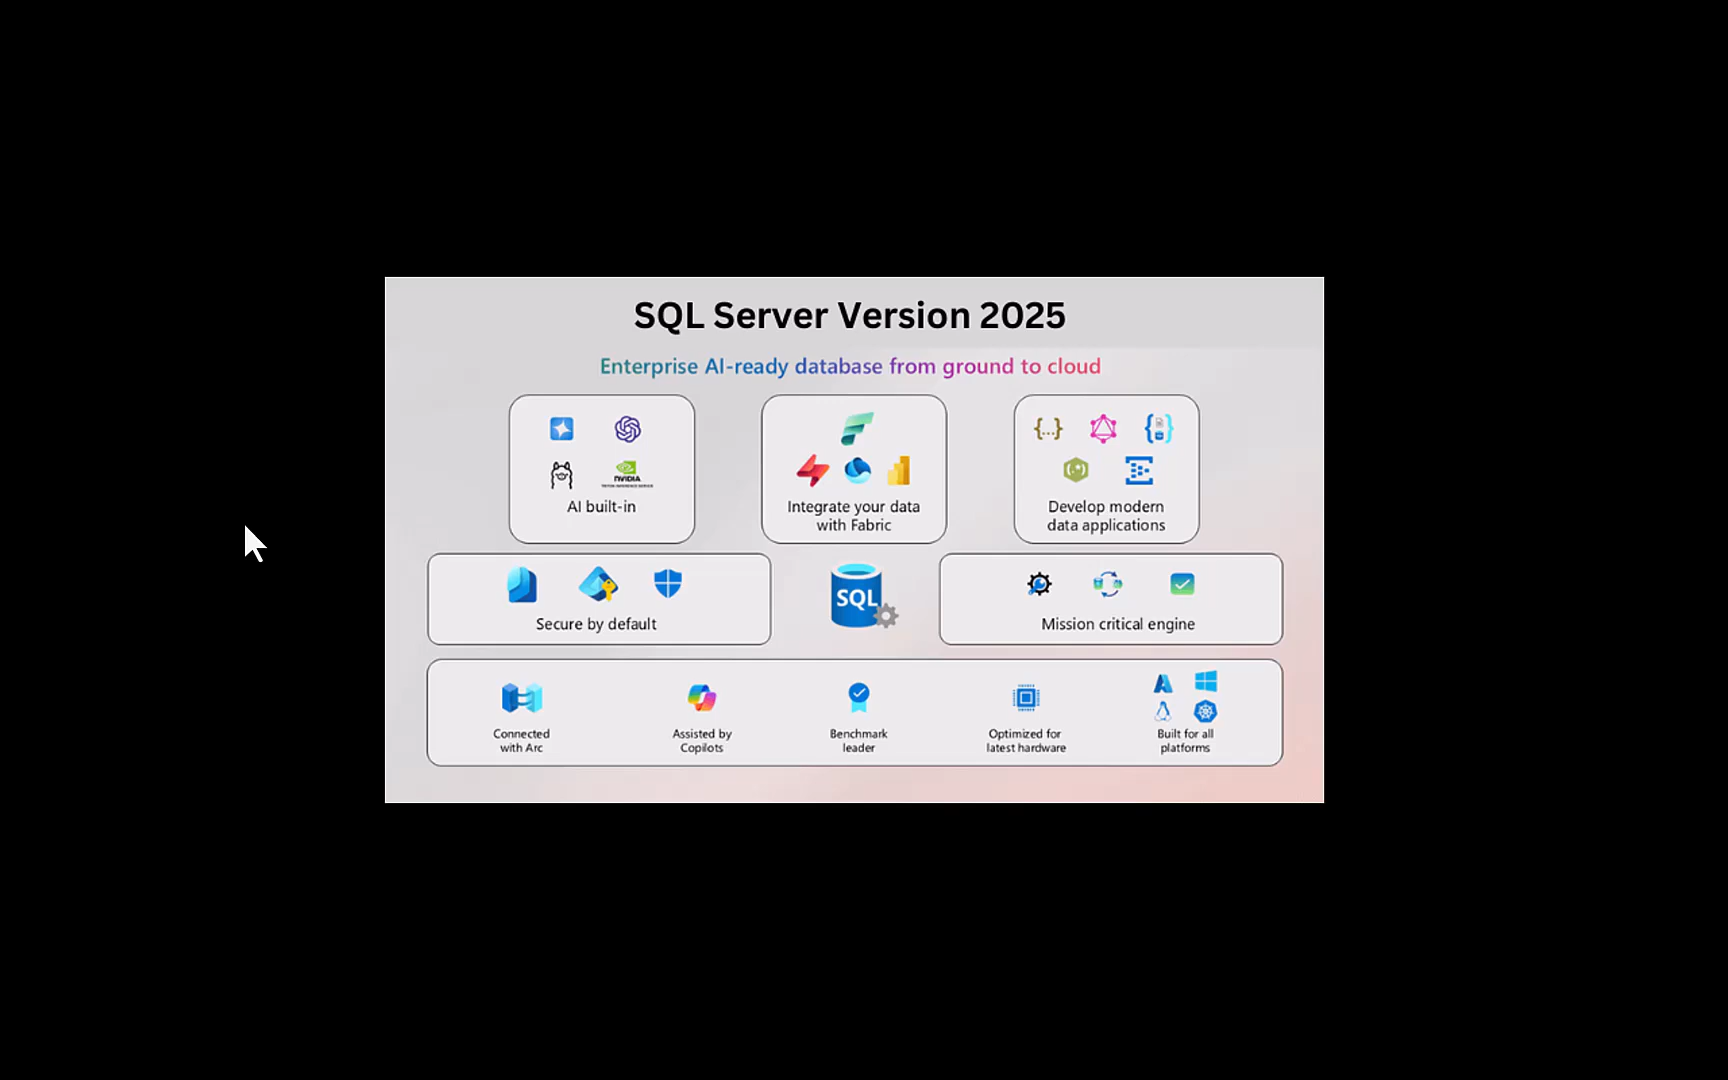 SQL Server Version 2025
Enterprise AI-ready database from ground to cloud
NVIDIA
AI built-in
Integrate your data
with Fabric
Develop modern
data applications
Secure by default
SQL
Mission critical engine
Connected
with Arc
Assisted by
Copilots
Benchmark
leader
Optimized for
latest hardware
Built for all
platforms